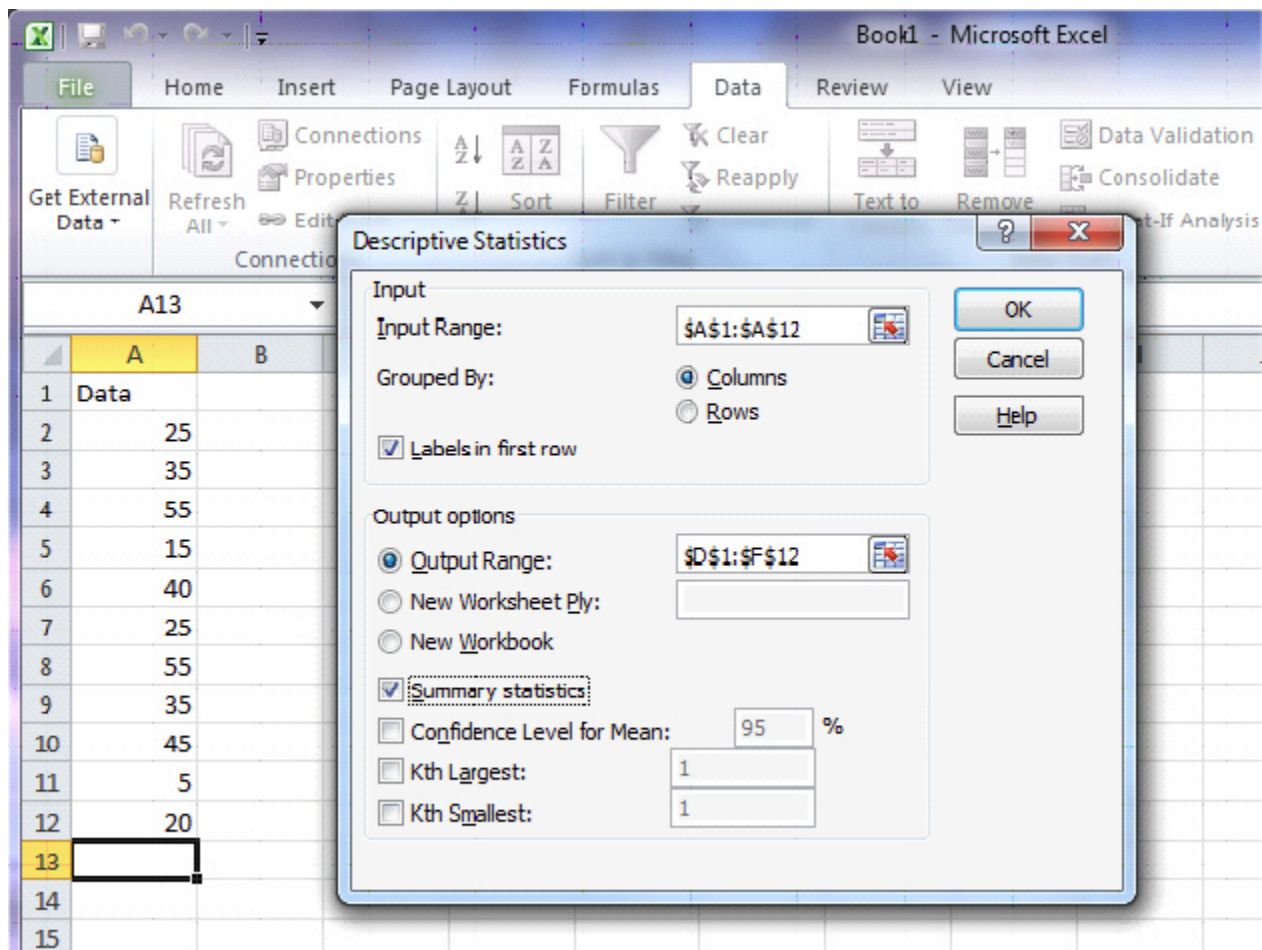 Book1 - Microsoft Excel
File Home Insert Page Layout Formulas Data Review View
Get External Data
Refresh All
Connections
Properties
Edit
Sort
Filter
Clear
Reapply
Text to
Remove
Data Validation
Consolidate
t-If Analysis
Connectio
A13
A B
1 Data
2 25
3 35
4 55
5 15
6 40
7 25
8 55
9 35
10 45
11 5
12 20
13
14
15
Descriptive Statistics
Input
Input Range: $A$1:$A$12
Grouped By: Columns
Rows
Labels in first row
Output options
Output Range: $D$1:$F$12
New Worksheet Ply:
New Workbook
Summary statistics
Confidence Level for Mean: 95 %
Kth Largest: 1
Kth Smallest: 1
OK
Cancel
Help